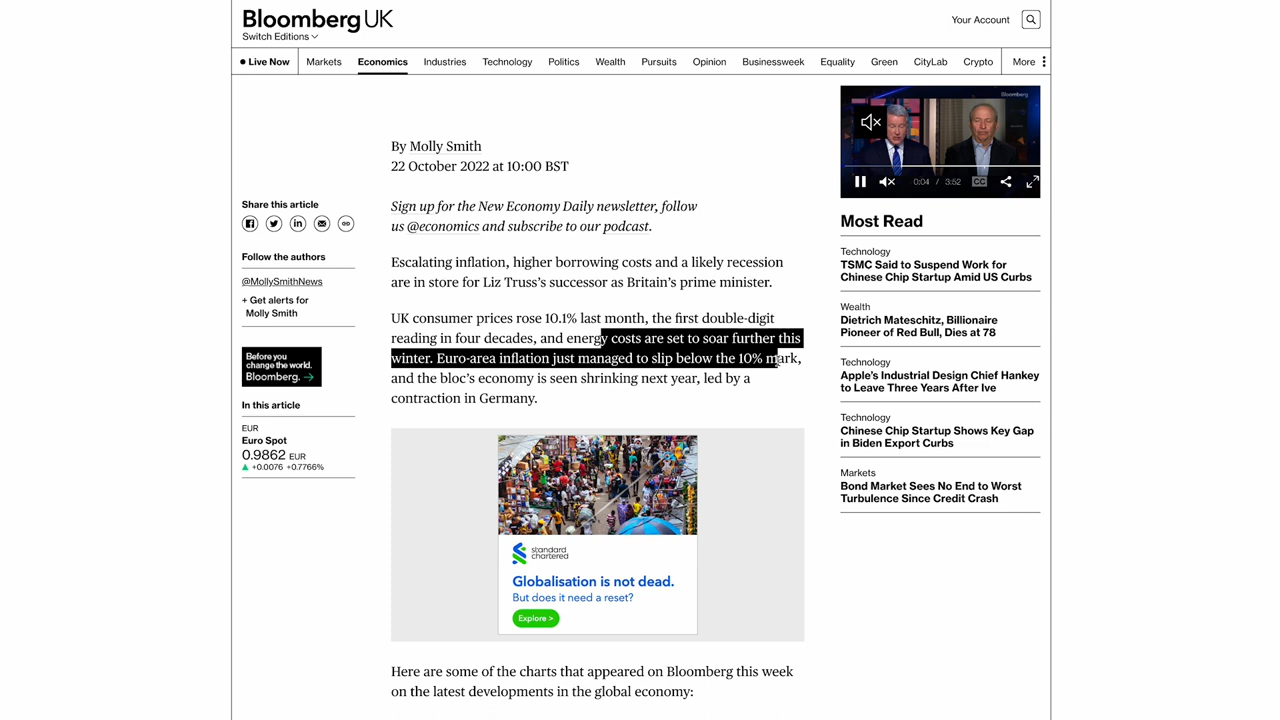 Bloomberg UK
Switch Editions
Your Account
Live Now Markets Economics Industries Technology Politics Wealth Pursuits Opinion Businessweek Equality Green CityLab Crypto More
By Molly Smith
22 October 2022 at 10:00 BST
Sign up for the New Economy Daily newsletter, follow
us @economics and subscribe to our podcast.
Escalating inflation, higher borrowing costs and a likely recession
are in store for Liz Truss’s successor as Britain’s prime minister.
UK consumer prices rose 10.1% last month, the first double-digit
reading in four decades, and energy costs are set to soar further this
winter. Euro-area inflation just managed to slip below the 10% mark,
and the bloc’s economy is seen shrinking next year, led by a
contraction in Germany.
Share this article
Follow the authors
@MollySmithNews
+ Get alerts for
Molly Smith
Before you
change the world.
Bloomberg. →
In this article
EUR
Euro Spot
0.9862 EUR
+0.0076 +0.7766%
standard
chartered
Globalisation is not dead.
But does it need a reset?
Explore >
Here are some of the charts that appeared on Bloomberg this week
on the latest developments in the global economy:
Bloomberg
0:04 / 3:52 CC
Most Read
Technology
TSMC Said to Suspend Work for
Chinese Chip Startup Amid US Curbs
Wealth
Dietrich Mateschitz, Billionaire
Pioneer of Red Bull, Dies at 78
Technology
Apple’s Industrial Design Chief Hankey
to Leave Three Years After Ive
Technology
Chinese Chip Startup Shows Key Gap
in Biden Export Curbs
Markets
Bond Market Sees No End to Worst
Turbulence Since Credit Crash